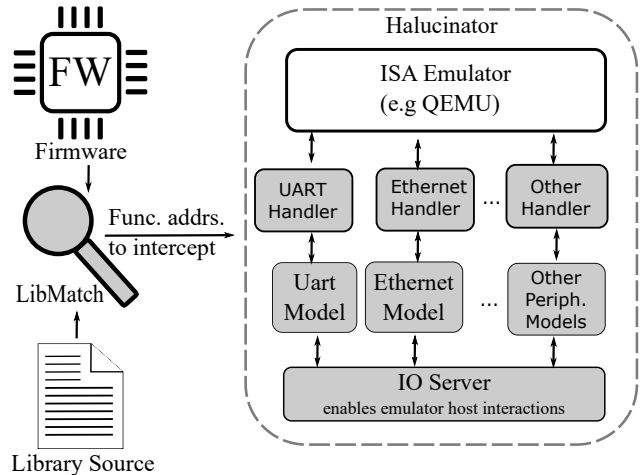 FW
Firmware
LibMatch
Library Source
Func. addrs.
to intercept
Halucinator
ISA Emulator
(e.g QEMU)
UART
Handler
Ethernet
Handler
...
Other
Handler
Uart
Model
Ethernet
Model
...
Other
Periph.
Models
IO Server
enables emulator host interactions